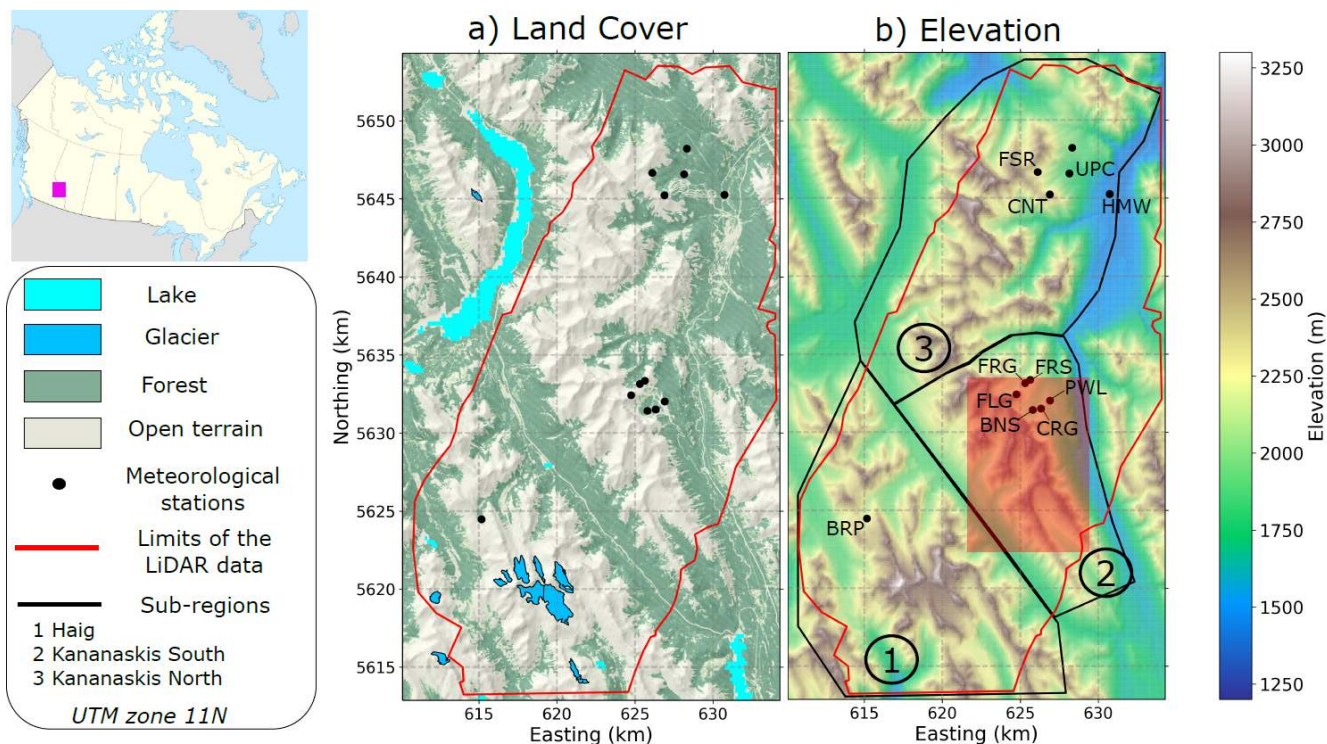 a) Land Cover
b) Elevation
Lake
Glacier
Forest
Open terrain
Meteorological
stations
Limits of the
LiDAR data
Sub-regions
1 Haig
2 Kananaskis South
3 Kananaskis North
UTM zone 11N
Northing (km)
5650
5645
5640
5635
5630
5625
5620
5615
615
620
625
630
Easting (km)
FSR
UPC
CNT
HMW
3
FRG
FRS
FLG
PWL
BNS
CRG
BRP
2
1
615
620
625
630
Easting (km)
3250
3000
2750
2500
2250
2000
1750
1500
1250
Elevation (m)